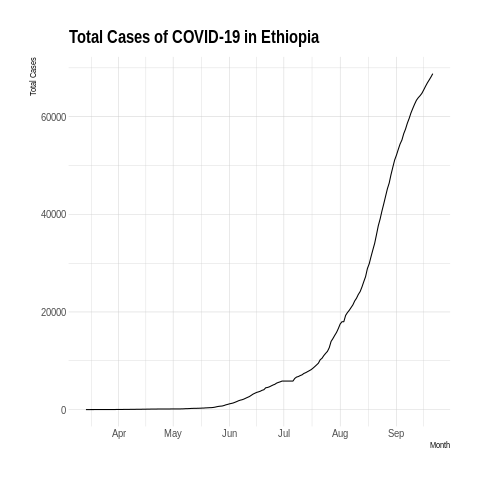 Total Cases of COVID-19 in Ethiopia
Total Cases
60000
40000
20000
0
Apr May Jun Jul Aug Sep
Month